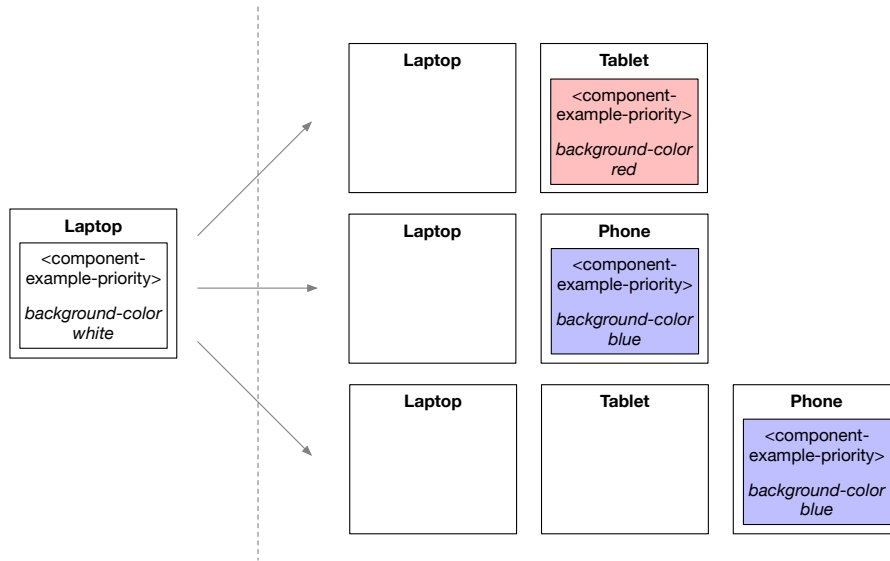 Laptop
<component-
example-priority>
background-color
white
Laptop
Tablet
<component-
example-priority>
background-color
red
Laptop
Phone
<component-
example-priority>
background-color
blue
Laptop
Tablet
Phone
<component-
example-priority>
background-color
blue